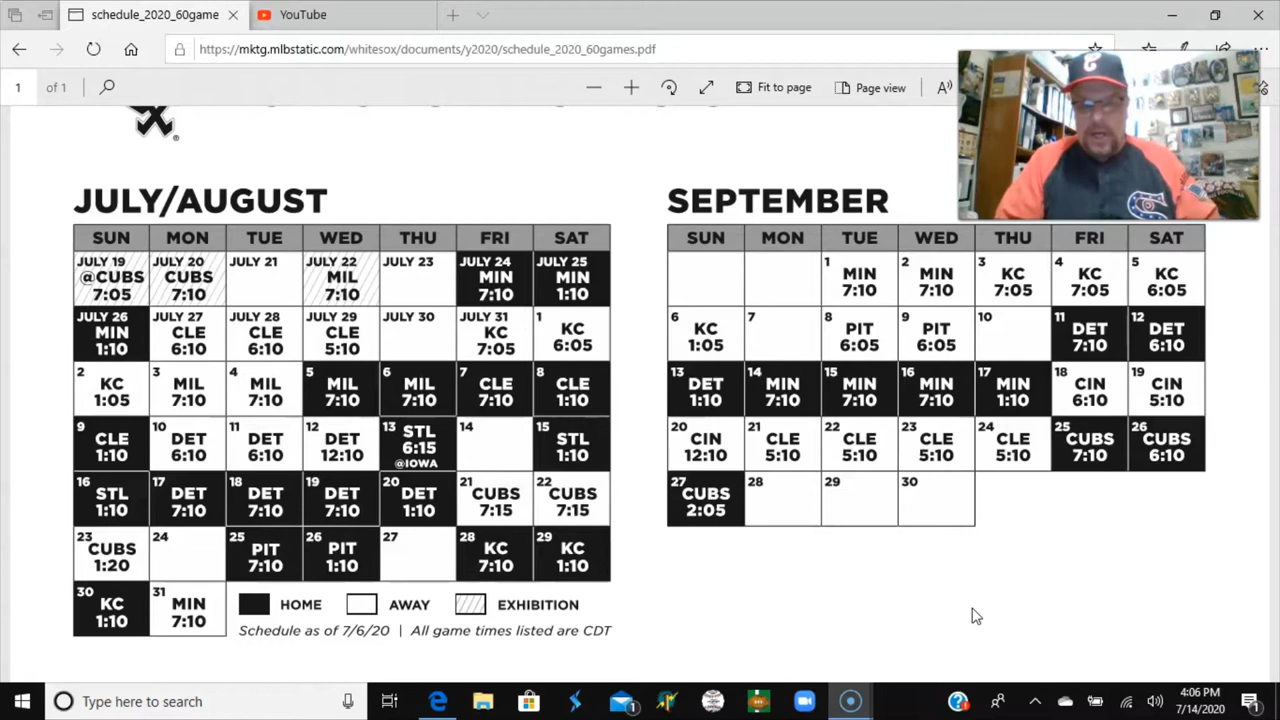 schedule_2020_60game
YouTube
https://mktg.mlbstatic.com/whitesox/documents/y2020/schedule_2020_60games.pdf
1 of 1 Fit to page Page view
JULY/AUGUST
SUN MON TUE WED THU FRI SAT
JULY 19 JULY 20 JULY 21 JULY 22 JULY 23 JULY 24 JULY 25
@CUBS CUBS MIL MIN MIN
7:05 7:10 7:10 7:10 1:10
JULY 26 JULY 27 JULY 28 JULY 29 JULY 30 JULY 31 1
MIN CLE CLE CLE KC KC
1:10 6:10 6:10 5:10 7:05 6:05
2 3 4 5 6 7 8
KC MIL MIL MIL MIL CLE CLE
1:05 7:10 7:10 7:10 7:10 7:10 1:10
9 10 11 12 13 14 15
CLE DET DET DET STL STL
1:10 6:10 6:10 12:10 6:15 1:10
@IOWA
16 17 18 19 20 21 22
STL DET DET DET DET CUBS CUBS
1:10 7:10 7:10 7:10 1:10 7:15 7:15
23 24 25 26 27 28 29
CUBS PIT PIT KC KC
1:20 7:10 1:10 7:10 1:10
30 31
KC MIN
1:10 7:10
HOME AWAY EXHIBITION
Schedule as of 7/6/20 | All game times listed are CDT
SEPTEMBER
SUN MON TUE WED THU FRI SAT
1 2 3 4 5
MIN MIN KC KC KC
7:10 7:10 7:05 7:05 6:05
6 7 8 9 10 11 12
KC PIT PIT DET DET
1:05 6:05 6:05 7:10 6:10
13 14 15 16 17 18 19
DET MIN MIN MIN MIN CIN CIN
1:10 7:10 7:10 7:10 1:10 6:10 5:10
20 21 22 23 24 25 26
CIN CLE CLE CLE CLE CUBS CUBS
12:10 5:10 5:10 5:10 5:10 7:10 6:10
27 28 29 30
CUBS
2:05
Type here to search
4:06 PM
7/14/2020